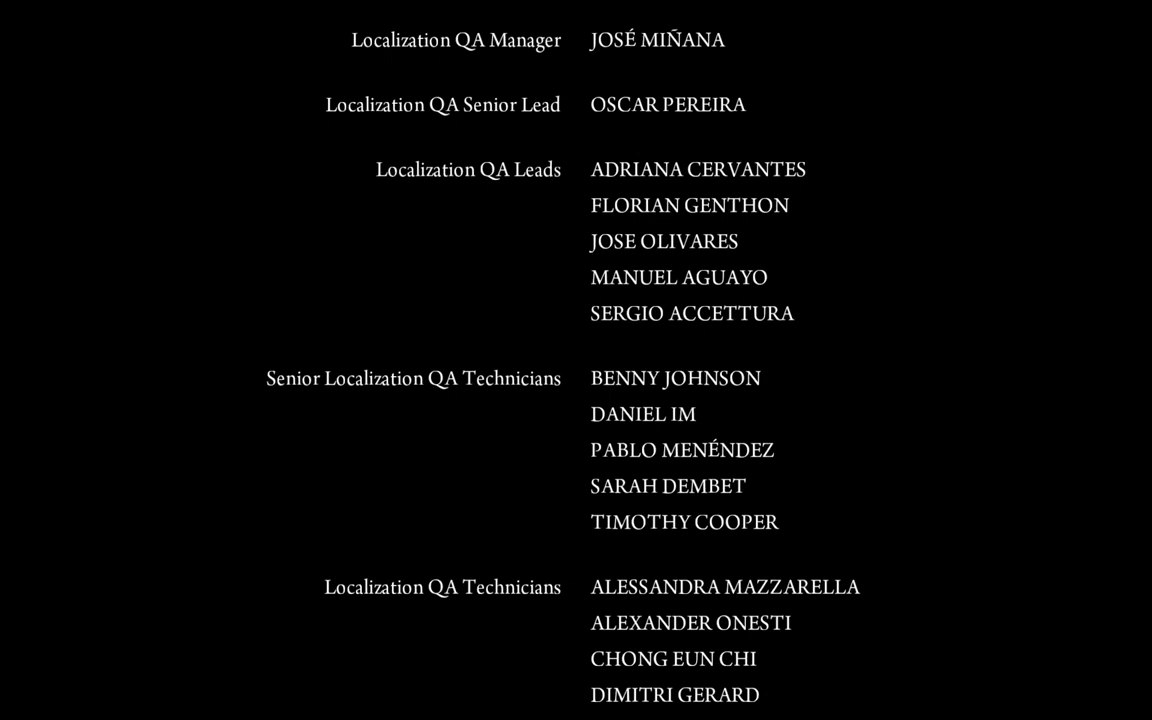 Localization QA Manager JOSÉ MIÑANA
Localization QA Senior Lead OSCAR PEREIRA
Localization QA Leads ADRIANA CERVANTES
FLORIAN GENTHON
JOSE OLIVARES
MANUEL AGUAYO
SERGIO ACCETTURA
Senior Localization QA Technicians BENNY JOHNSON
DANIEL IM
PABLO MENÉNDEZ
SARAH DEMBET
TIMOTHY COOPER
Localization QA Technicians ALESSANDRA MAZZARELLA
ALEXANDER ONESTI
CHONG EUN CHI
DIMITRI GERARD